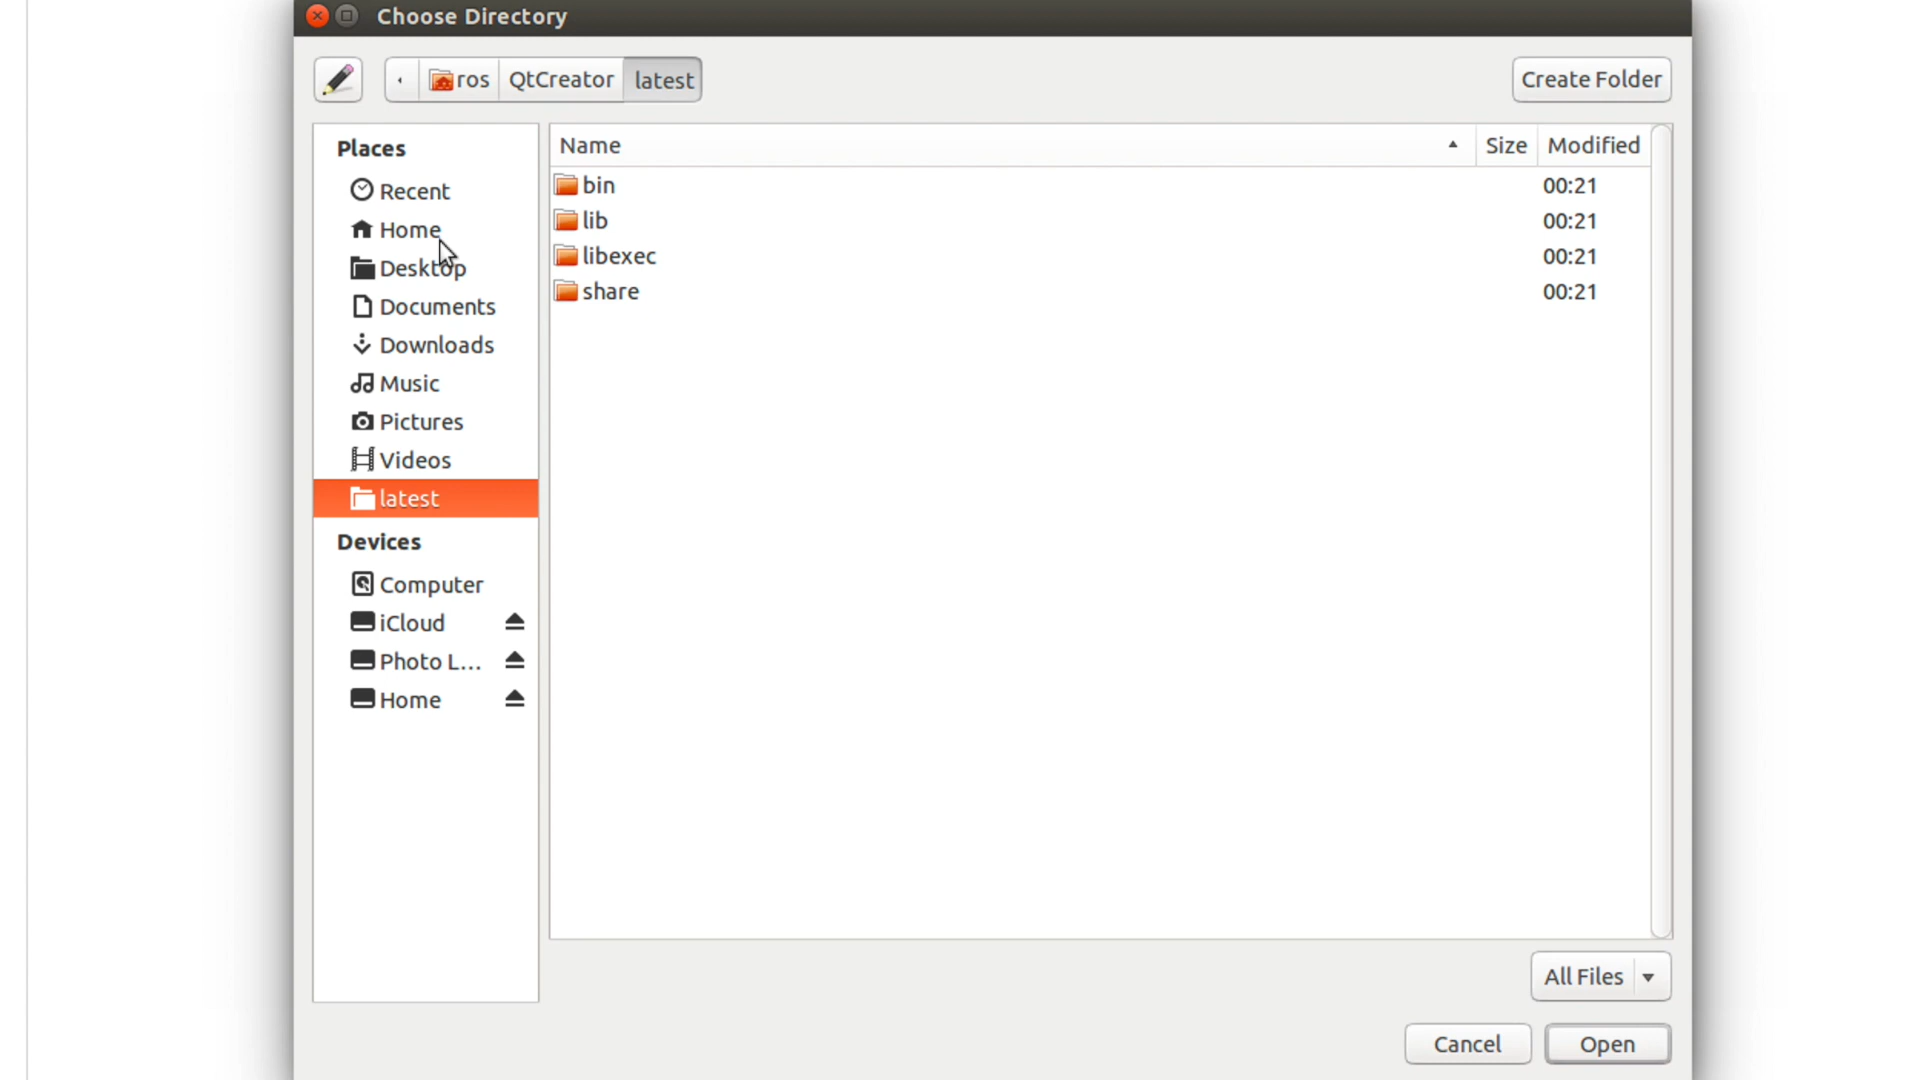 Choose Directory
ros QtCreator latest
Create Folder
Places
Recent
Home
Desktop
Documents
Downloads
Music
Pictures
Videos
latest
Devices
Computer
iCloud
Photo L...
Home
Name Size Modified
bin 00:21
lib 00:21
libexec 00:21
share 00:21
All Files
Cancel Open